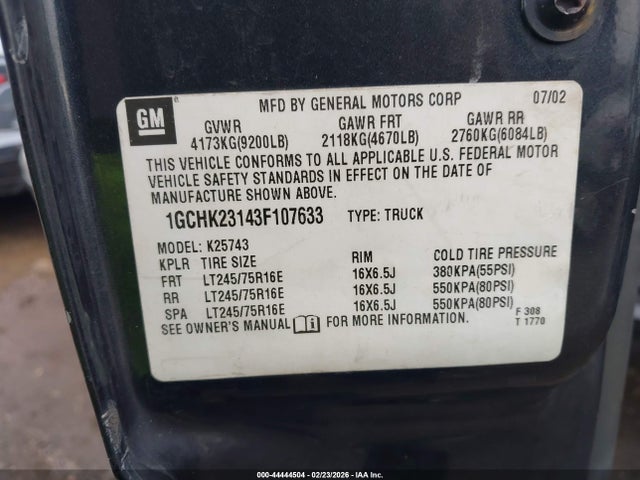 GM
MFD BY GENERAL MOTORS CORP 07/02
GVWR GAWR FRT GAWR RR
4173KG(9200LB) 2118KG(4670LB) 2760KG(6084LB)
THIS VEHICLE CONFORMS TO ALL APPLICABLE U.S. FEDERAL MOTOR
VEHICLE SAFETY STANDARDS IN EFFECT ON THE DATE OF
MANUFACTURE SHOWN ABOVE.
1GCHK23143F107633 TYPE: TRUCK
MODEL: K25743
KPLR TIRE SIZE RIM COLD TIRE PRESSURE
FRT LT245/75R16E 16X6.5J 380KPA(55PSI)
RR LT245/75R16E 16X6.5J 550KPA(80PSI)
SPA LT245/75R16E 16X6.5J 550KPA(80PSI)
SEE OWNER'S MANUAL i FOR MORE INFORMATION.
F 308
T 1770
000-44444504 | 02/23/2026 - IAA Inc.